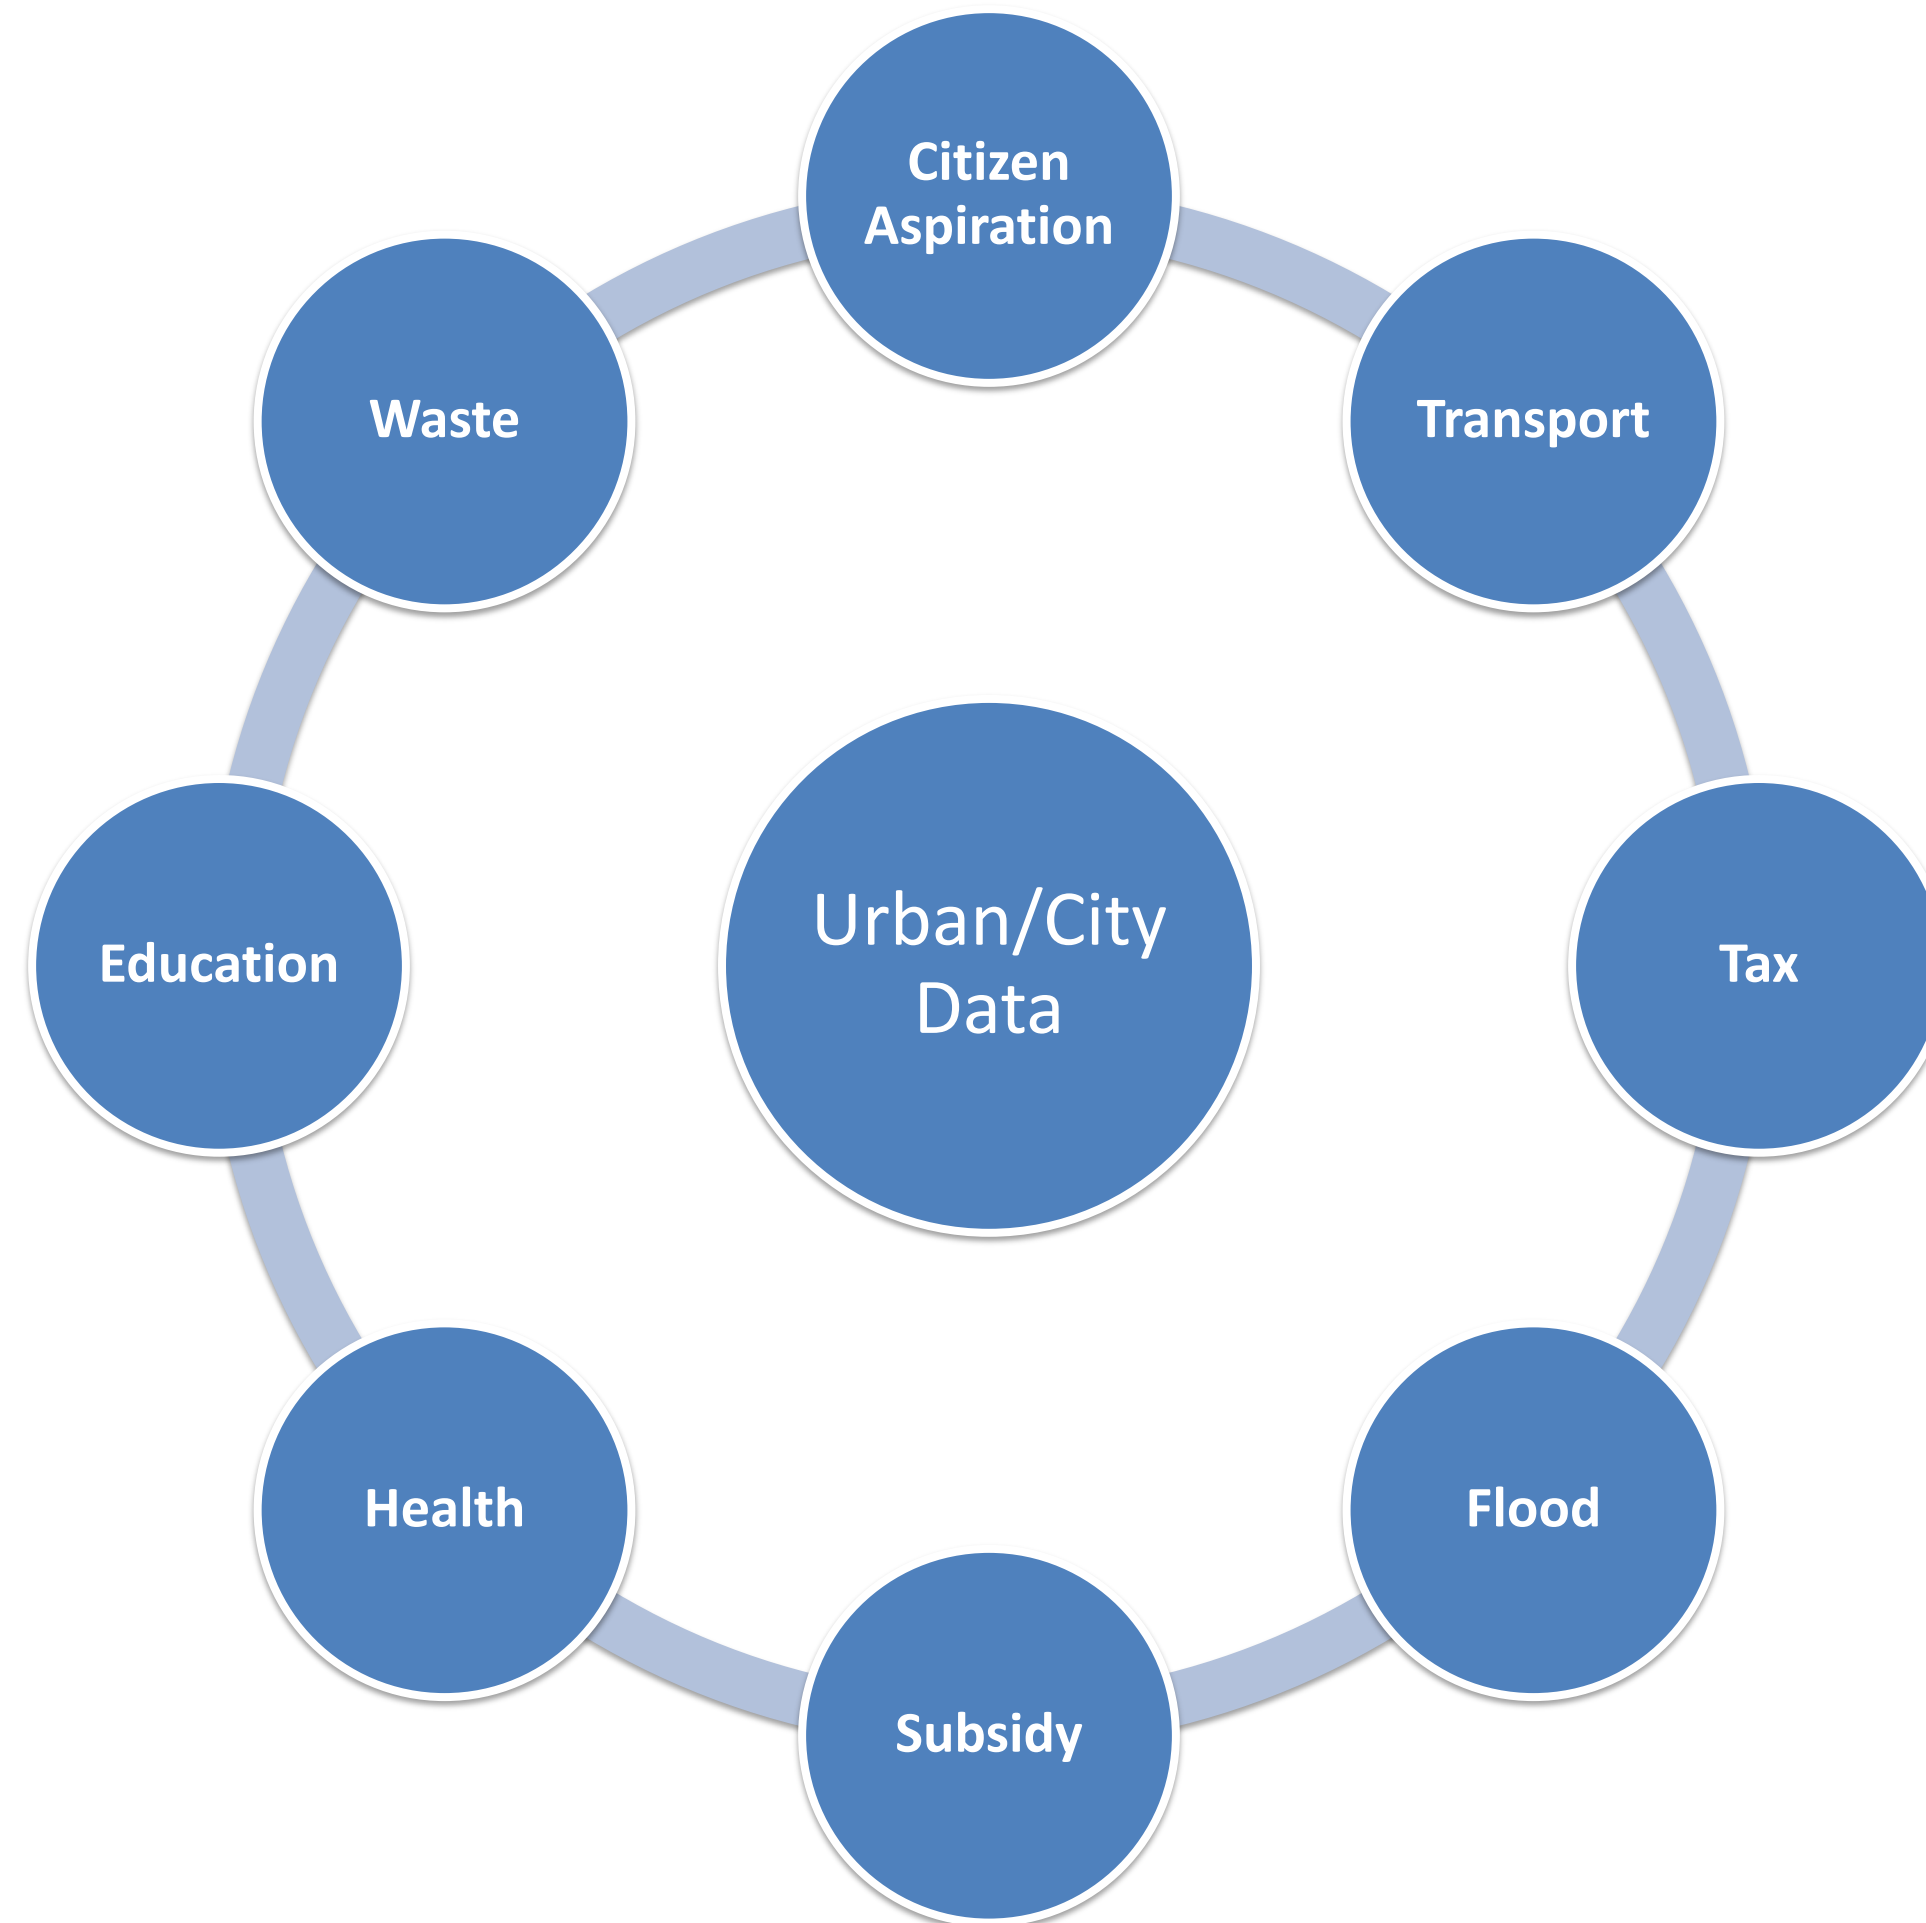 Citizen
Aspiration
Waste
Transport
Urban/City
Data
Education
Tax
Health
Flood
Subsidy